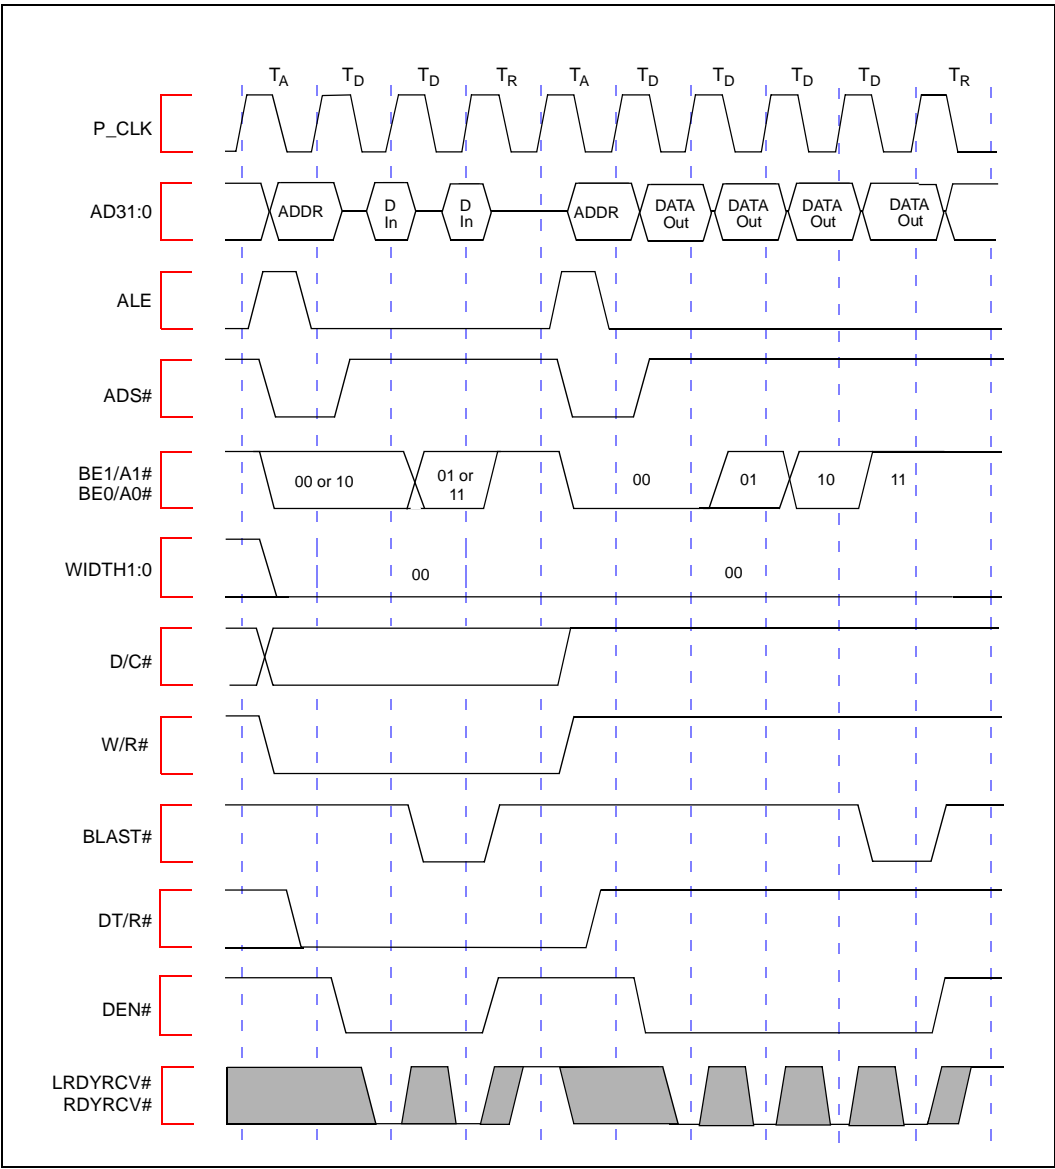 TA TD TD TR TA TD TD TD TD TR
P_CLK
AD31:0
ADDR D In D In ADDR DATA Out DATA Out DATA Out DATA Out
ALE
ADS#
BE1/A1#
BE0/A0#
00 or 10 01 or 11 00 01 10 11
WIDTH1:0
00 00
D/C#
W/R#
BLAST#
DT/R#
DEN#
LRDYRCV#
RDYRCV#